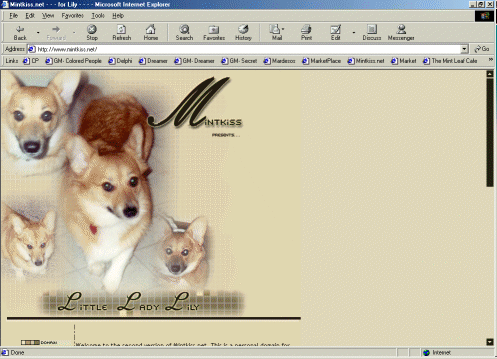 Mintkiss.net - - - for Lily - - - - Microsoft Internet Explorer
File Edit View Favorites Tools Help
Back Forward Stop Refresh Home Search Favorites History Mail Print Edit Discuss Messenger
Address http://www.mintkiss.net/ Go
Links CP GM- Colored People Delphi Dreamer GM- Dreamer GM- Secret Mardesos MarketPlace Mintkiss.net Market The Mint Leaf Cafe »
Mintkiss
PRESENTS...
Little Lady Lily
DOMAIN
Welcome to the second version of Mintkiss.net. This is a personal domain for
Done Internet